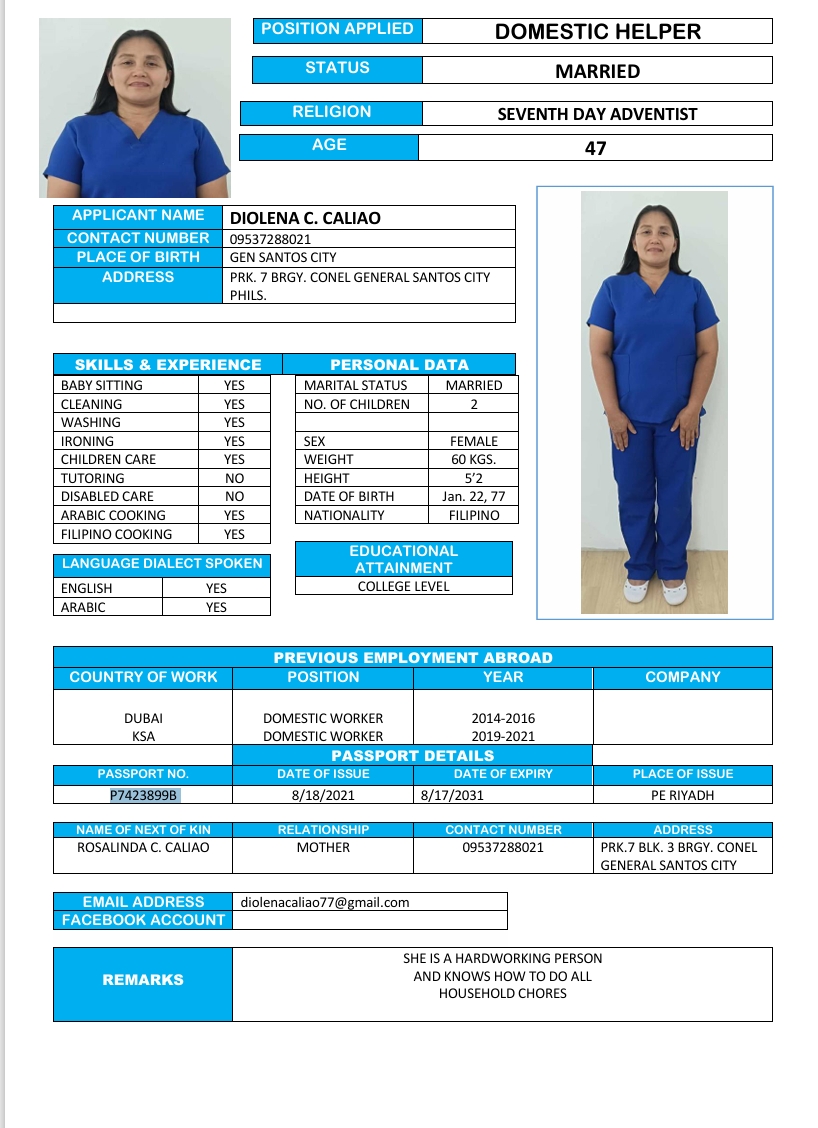 POSITION APPLIED DOMESTIC HELPER
STATUS MARRIED
RELIGION SEVENTH DAY ADVENTIST
AGE 47
APPLICANT NAME DIOLENA C. CALIAO
CONTACT NUMBER 09537288021
PLACE OF BIRTH GEN SANTOS CITY
ADDRESS PRK. 7 BRGY. CONEL GENERAL SANTOS CITY
PHILS.
SKILLS & EXPERIENCE PERSONAL DATA
BABY SITTING YES MARITAL STATUS MARRIED
CLEANING YES NO. OF CHILDREN 2
WASHING YES
IRONING YES SEX FEMALE
CHILDREN CARE YES WEIGHT 60 KGS.
TUTORING NO HEIGHT 5’2
DISABLED CARE NO DATE OF BIRTH Jan. 22, 77
ARABIC COOKING YES NATIONALITY FILIPINO
FILIPINO COOKING YES
LANGUAGE DIALECT SPOKEN
ENGLISH YES
ARABIC YES
EDUCATIONAL
ATTAINMENT
COLLEGE LEVEL
PREVIOUS EMPLOYMENT ABROAD
COUNTRY OF WORK POSITION YEAR COMPANY
DUBAI DOMESTIC WORKER 2014-2016
KSA DOMESTIC WORKER 2019-2021
PASSPORT DETAILS
PASSPORT NO. DATE OF ISSUE DATE OF EXPIRY PLACE OF ISSUE
P7423899B 8/18/2021 8/17/2031 PE RIYADH
NAME OF NEXT OF KIN RELATIONSHIP CONTACT NUMBER ADDRESS
ROSALINDA C. CALIAO MOTHER 09537288021 PRK.7 BLK. 3 BRGY. CONEL
GENERAL SANTOS CITY
EMAIL ADDRESS diolenacaliao77@gmail.com
FACEBOOK ACCOUNT
REMARKS
SHE IS A HARDWORKING PERSON
AND KNOWS HOW TO DO ALL
HOUSEHOLD CHORES